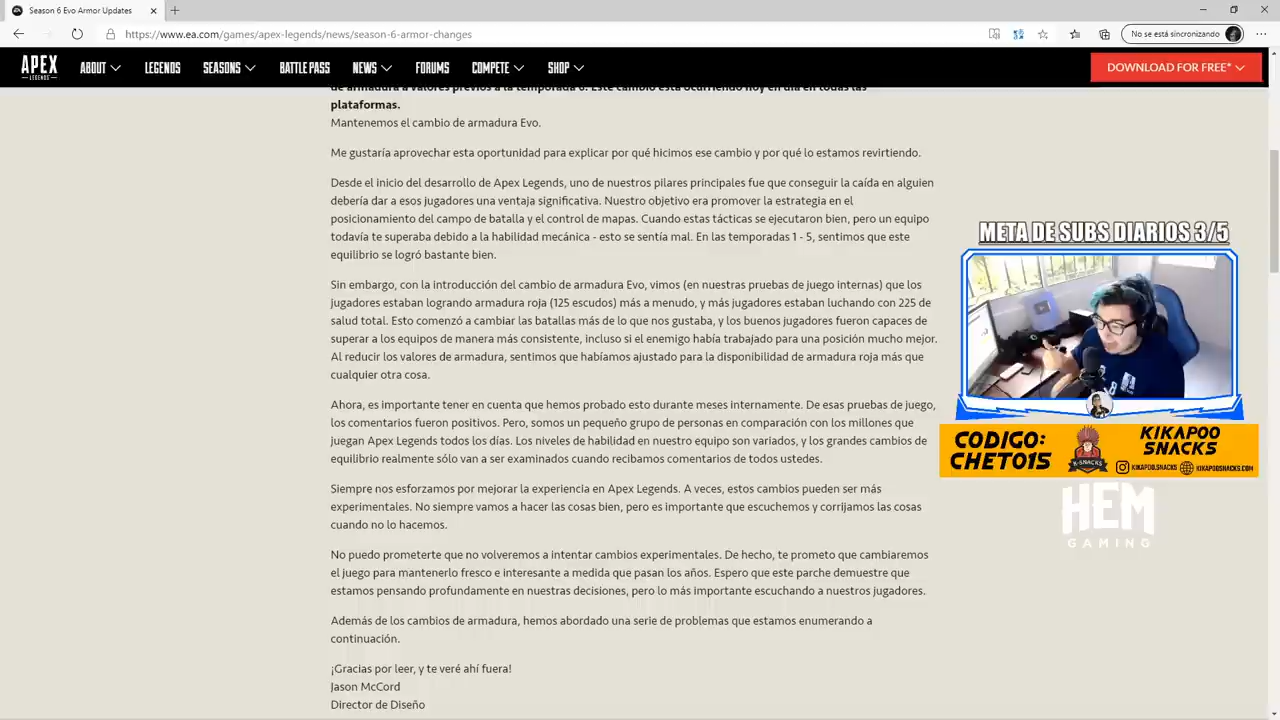 Season 6 Evo Armor Updates
https://www.ea.com/games/apex-legends/news/season-6-armor-changes
No se está sincronizando
APEX
LEGENDS
ABOUT
LEGENDS
SEASONS
BATTLE PASS
NEWS
FORUMS
COMPETE
SHOP
DOWNLOAD FOR FREE*
de armadura a valores previos a la temporada 6. Este cambio está ocurriendo hoy en día en todas las
plataformas.
Mantenemos el cambio de armadura Evo.
Me gustaría aprovechar esta oportunidad para explicar por qué hicimos ese cambio y por qué lo estamos revirtiendo.
Desde el inicio del desarrollo de Apex Legends, uno de nuestros pilares principales fue que conseguir la caída en alguien
debería dar a esos jugadores una ventaja significativa. Nuestro objetivo era promover la estrategia en el
posicionamiento del campo de batalla y el control de mapas. Cuando estas tácticas se ejecutaron bien, pero un equipo
todavía te superaba debido a la habilidad mecánica - esto se sentía mal. En las temporadas 1 - 5, sentimos que este
equilibrio se logró bastante bien.
Sin embargo, con la introducción del cambio de armadura Evo, vimos (en nuestras pruebas de juego internas) que los
jugadores estaban logrando armadura roja (125 escudos) más a menudo, y más jugadores estaban luchando con 225 de
salud total. Esto comenzó a cambiar las batallas más de lo que nos gustaba, y los buenos jugadores fueron capaces de
superar a los equipos de manera más consistente, incluso si el enemigo había trabajado para una posición mucho mejor.
Al reducir los valores de armadura, sentimos que habíamos ajustado para la disponibilidad de armadura roja más que
cualquier otra cosa.
Ahora, es importante tener en cuenta que hemos probado esto durante meses internamente. De esas pruebas de juego,
los comentarios fueron positivos. Pero somos un pequeño grupo de personas en comparación con los millones que
juegan Apex Legends todos los días. Los niveles de habilidad en nuestro equipo son variados, y los grandes cambios de
equilibrio realmente sólo van a ser examinados cuando recibamos comentarios de todos ustedes.
Siempre nos esforzamos por mejorar la experiencia en Apex Legends. A veces, estos cambios pueden ser más
experimentales. No siempre vamos a hacer las cosas bien, pero es importante que escuchemos y corrijamos las cosas
cuando no lo hacemos.
No puedo prometerte que no volveremos a intentar cambios experimentales. De hecho, te prometo que cambiaremos
el juego para mantenerlo fresco e interesante a medida que pasan los años. Espero que este parche demuestre que
estamos pensando profundamente en nuestras decisiones, pero lo más importante escuchando a nuestros jugadores.
Además de los cambios de armadura, hemos abordado una serie de problemas que estamos enumerando a
continuación.
¡Gracias por leer, y te veré ahí fuera!
Jason McCord
Director de Diseño
META DE SUBS DIARIOS 3/5
CODIGO:
CHETO15
K-SNACKS
KIKAPOO
SNACKS
KIKAPOO.SNACKS
KIKAPOOSNACKS.COM
HEM
GAMING